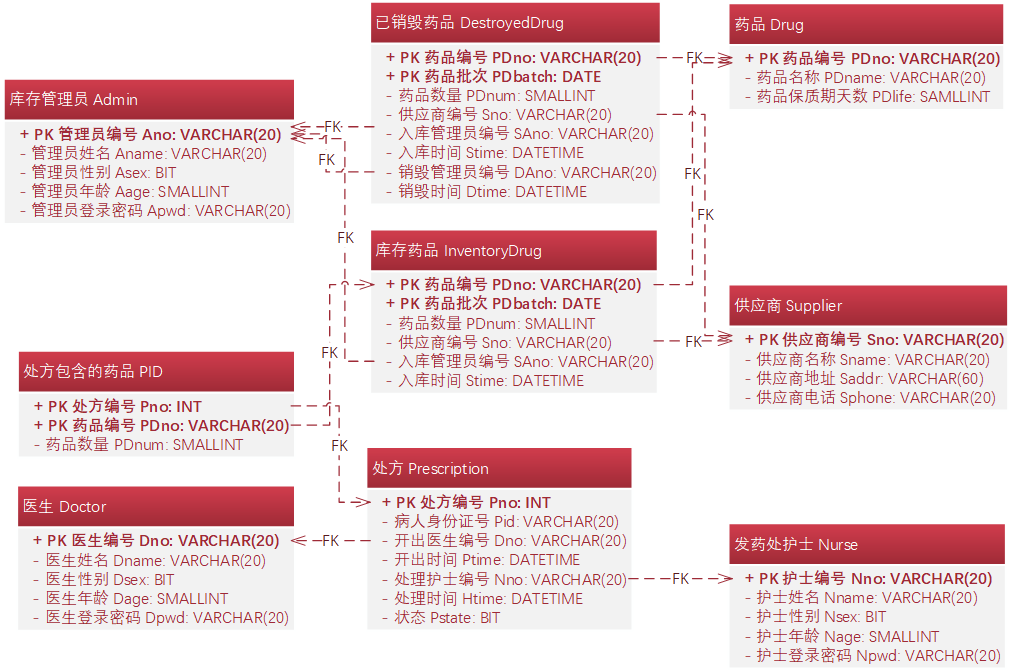 已销毁药品 DestroyedDrug
+ PK 药品编号 PDno: VARCHAR(20)
+ PK 药品批次 PDbatch: DATE
- 药品数量 PDnum: SMALLINT
- 供应商编号 Sno: VARCHAR(20)
- 入库管理员编号 SAno: VARCHAR(20)
- 入库时间 Stime: DATETIME
- 销毁管理员编号 DAno: VARCHAR(20)
- 销毁时间 Dtime: DATETIME
药品 Drug
+ PK 药品编号 PDno: VARCHAR(20)
- 药品名称 PDname: VARCHAR(20)
- 药品保质期天数 PDlife: SAMLLINT
库存管理员 Admin
+ PK 管理员编号 Ano: VARCHAR(20)
- 管理员姓名 Aname: VARCHAR(20)
- 管理员性别 Asex: BIT
- 管理员年龄 Aage: SMALLINT
- 管理员登录密码 Apwd: VARCHAR(20)
FK
FK
FK
FK
FK
FK
库存药品 InventoryDrug
+ PK 药品编号 PDno: VARCHAR(20)
+ PK 药品批次 PDbatch: DATE
- 药品数量 PDnum: SMALLINT
- 供应商编号 Sno: VARCHAR(20)
- 入库管理员编号 SAno: VARCHAR(20)
- 入库时间 Stime: DATETIME
供应商 Supplier
+ PK 供应商编号 Sno: VARCHAR(20)
- 供应商名称 Sname: VARCHAR(20)
- 供应商地址 Saddr: VARCHAR(60)
- 供应商电话 Sphone: VARCHAR(20)
FK
FK
处方包含的药品 PID
+ PK 处方编号 Pno: INT
+ PK 药品编号 PDno: VARCHAR(20)
- 药品数量 PDnum: SMALLINT
FK
处方 Prescription
+ PK 处方编号 Pno: INT
- 病人身份证号 Pid: VARCHAR(20)
- 开出医生编号 Dno: VARCHAR(20)
- 开出时间 Ptime: DATETIME
- 处理护士编号 Nno: VARCHAR(20)
- 处理时间 Htime: DATETIME
- 状态 Pstate: BIT
医生 Doctor
+ PK 医生编号 Dno: VARCHAR(20)
- 医生姓名 Dname: VARCHAR(20)
- 医生性别 Dsex: BIT
- 医生年龄 Dage: SMALLINT
- 医生登录密码 Dpwd: VARCHAR(20)
FK
FK
发药处护士 Nurse
+ PK 护士编号 Nno: VARCHAR(20)
- 护士姓名 Nname: VARCHAR(20)
- 护士性别 Nsex: BIT
- 护士年龄 Nage: SMALLINT
- 护士登录密码 Npwd: VARCHAR(20)